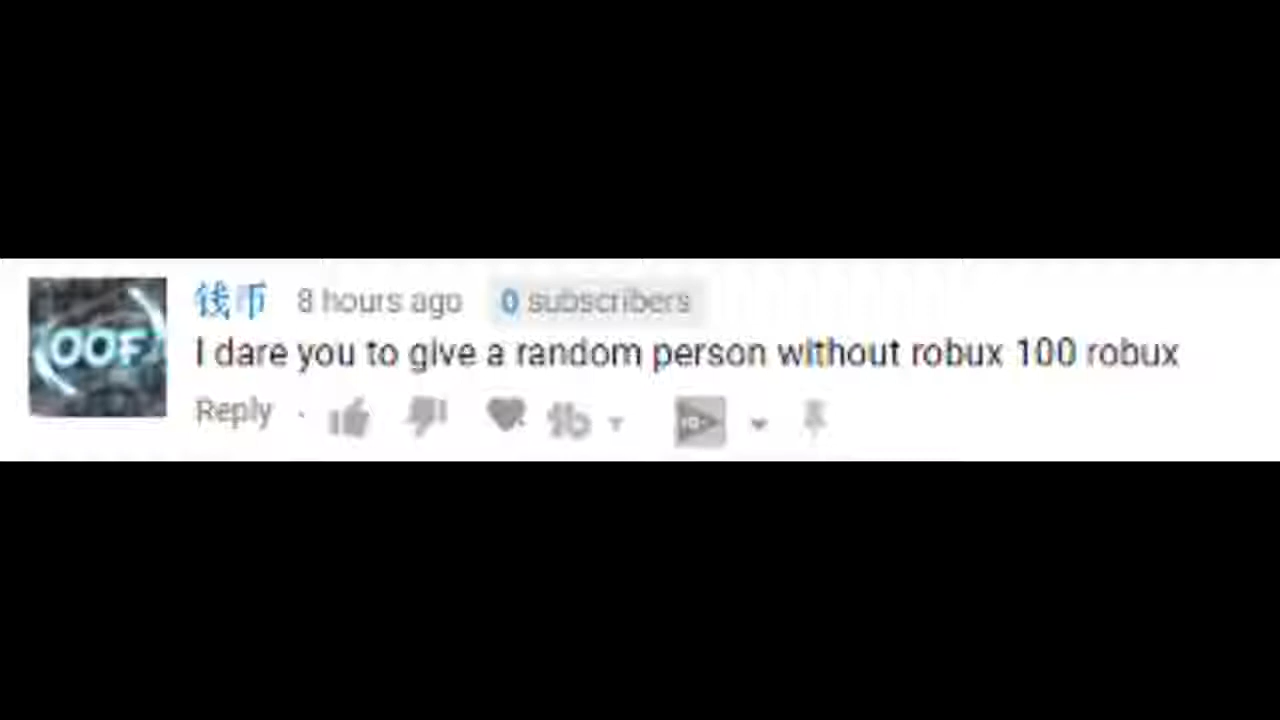 OOF
钱币 8 hours ago 0 subscribers
I dare you to give a random person without robux 100 robux
Reply